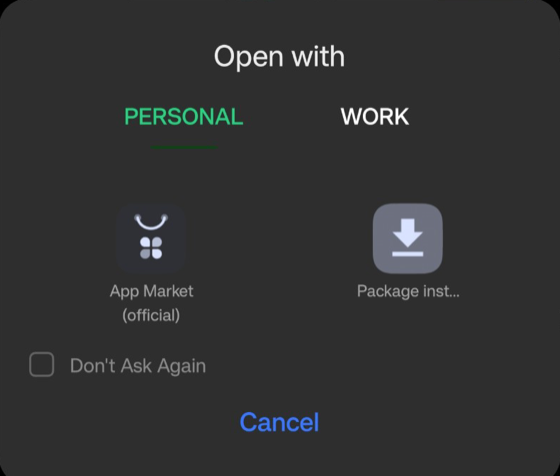 Open with
PERSONAL WORK
App Market Package inst...
(official)
Don't Ask Again
Cancel